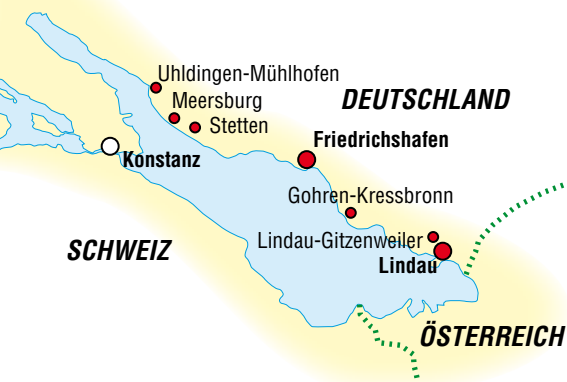 Uhldingen-Mühlhofen
Meersburg
DEUTSCHLAND
Stetten
Friedrichshafen
Konstanz
Gohren-Kressbronn
Lindau-Gitzenweiler
SCHWEIZ
Lindau
ÖSTERREICH